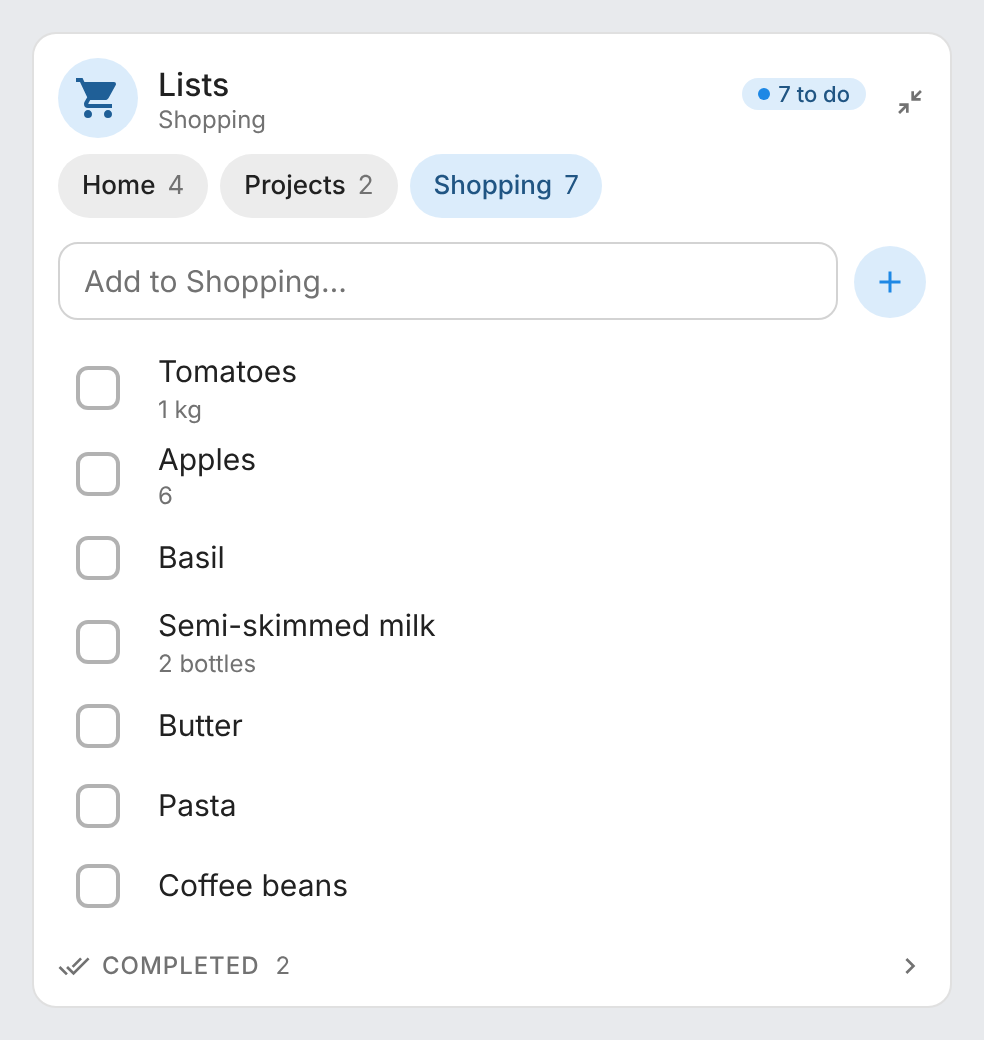 Lists
Shopping
7 to do
Home 4
Projects 2
Shopping 7
Add to Shopping...
Tomatoes
1 kg
Apples
6
Basil
Semi-skimmed milk
2 bottles
Butter
Pasta
Coffee beans
COMPLETED 2